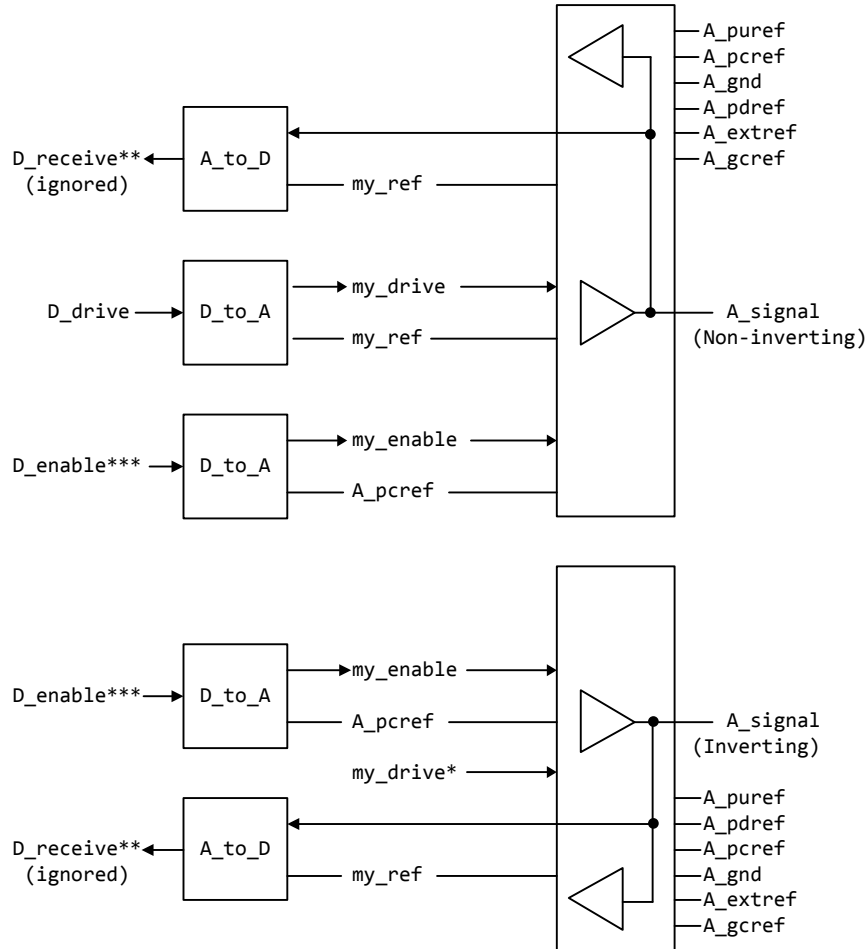 A_puref
A_pcref
A_gnd
A_pdref
A_extref
A_gcref
D_receive**
(ignored)
A_to_D
my_ref
D_drive
D_to_A
my_drive
my_ref
A_signal
(Non-inverting)
D_enable***
D_to_A
my_enable
A_pcref
D_enable***
D_to_A
my_enable
A_pcref
my_drive*
A_signal
(Inverting)
D_receive**
(ignored)
A_to_D
my_ref
A_puref
A_pdref
A_pcref
A_gnd
A_extref
A_gcref